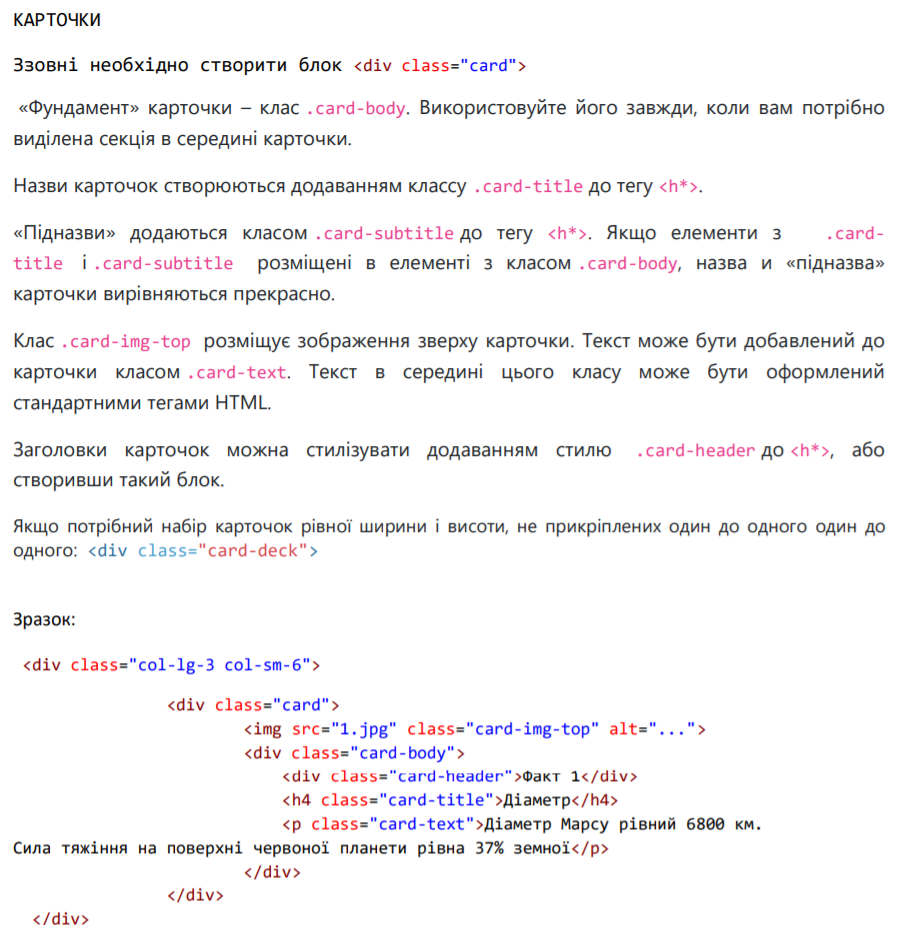 КАРТОЧКИ
Ззовні необхідно створити блок <div class="card">
«Фундамент» карточки – клас .card-body. Використовуйте його завжди, коли вам потрібно
виділена секція в середині карточки.
Назви карточок створюються додаванням классу .card-title до тегу <h*>.
«Підназви» додаються класом .card-subtitle до тегу <h*>. Якщо елементи з .card-
title і .card-subtitle розміщені в елементі з класом .card-body, назва и «підназва»
карточки вирівняються прекрасно.
Клас .card-img-top розміщує зображення зверху карточки. Текст може бути добавлений до
карточки класом .card-text. Текст в середині цього класу може бути оформлений
стандартними тегами HTML.
Заголовки карточок можна стилізувати додаванням стилю .card-header до <h*>, або
створивши такий блок.
Якщо потрібний набір карточок рівної ширини і висоти, не прикріплених один до одного один до
одного: <div class="card-deck">
Зразок:
<div class="col-lg-3 col-sm-6">
<div class="card">
<img src="1.jpg" class="card-img-top" alt="...">
<div class="card-body">
<div class="card-header">Факт 1</div>
<h4 class="card-title">Діаметр</h4>
<p class="card-text">Діаметр Марсу рівний 6800 км.
Сила тяжіння на поверхні червоної планети рівна 37% земної</p>
</div>
</div>
</div>